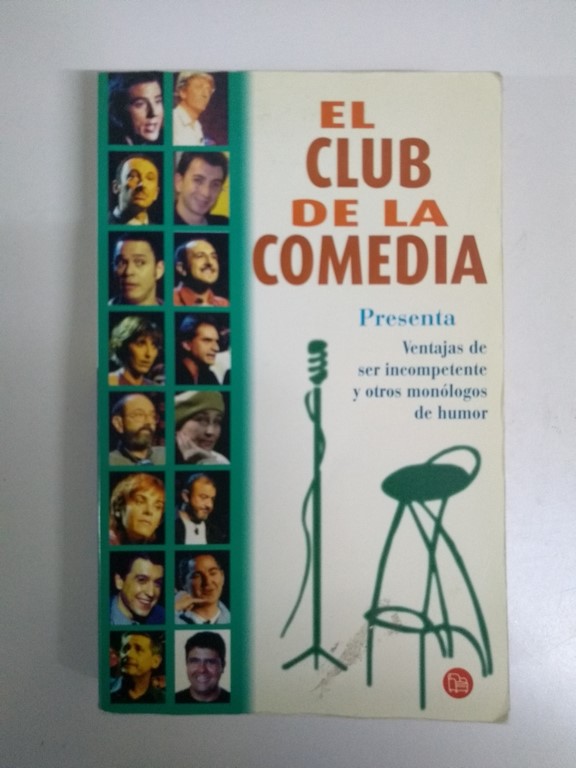 EL
CLUB
DE LA
COMEDIA
Presenta
Ventajas de
ser incompetente
y otros monólogos
de humor